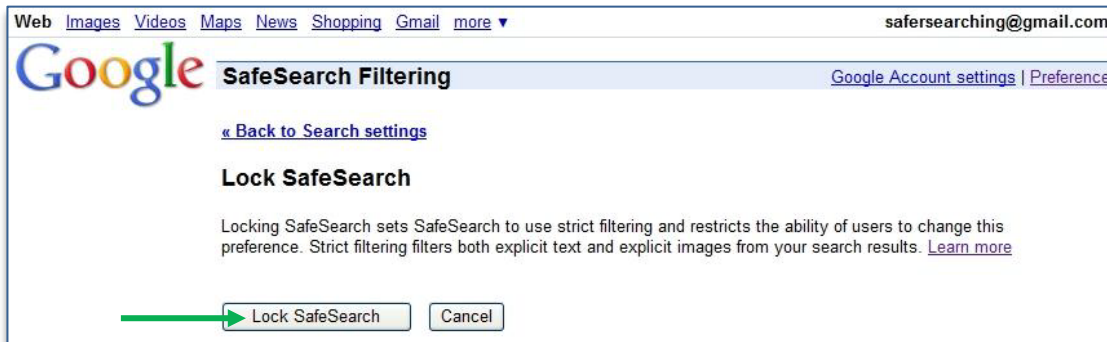 Web Images Videos Maps News Shopping Gmail more ▼ safersearching@gmail.com
Google SafeSearch Filtering Google Account settings | Preference
« Back to Search settings
Lock SafeSearch
Locking SafeSearch sets SafeSearch to use strict filtering and restricts the ability of users to change this
preference. Strict filtering filters both explicit text and explicit images from your search results. Learn more
Lock SafeSearch Cancel